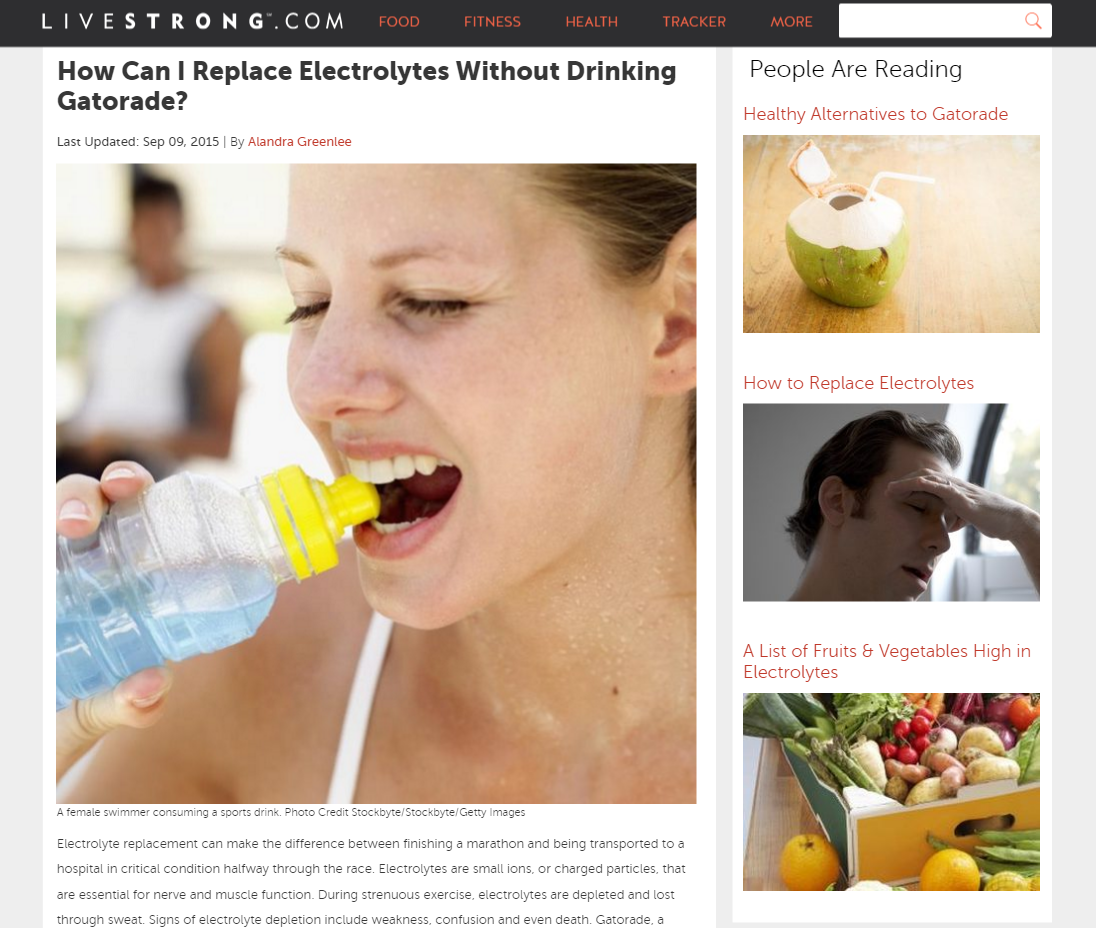 LIVESTRONG™.COM
FOOD
FITNESS
HEALTH
TRACKER
MORE
How Can I Replace Electrolytes Without Drinking
Gatorade?
Last Updated: Sep 09, 2015 | By Alandra Greenlee
A female swimmer consuming a sports drink. Photo Credit Stockbyte/Stockbyte/Getty Images
Electrolyte replacement can make the difference between finishing a marathon and being transported to a
hospital in critical condition halfway through the race. Electrolytes are small ions, or charged particles, that
are essential for nerve and muscle function. During strenuous exercise, electrolytes are depleted and lost
through sweat. Signs of electrolyte depletion include weakness, confusion and even death. Gatorade, a
People Are Reading
Healthy Alternatives to Gatorade
How to Replace Electrolytes
A List of Fruits & Vegetables High in
Electrolytes